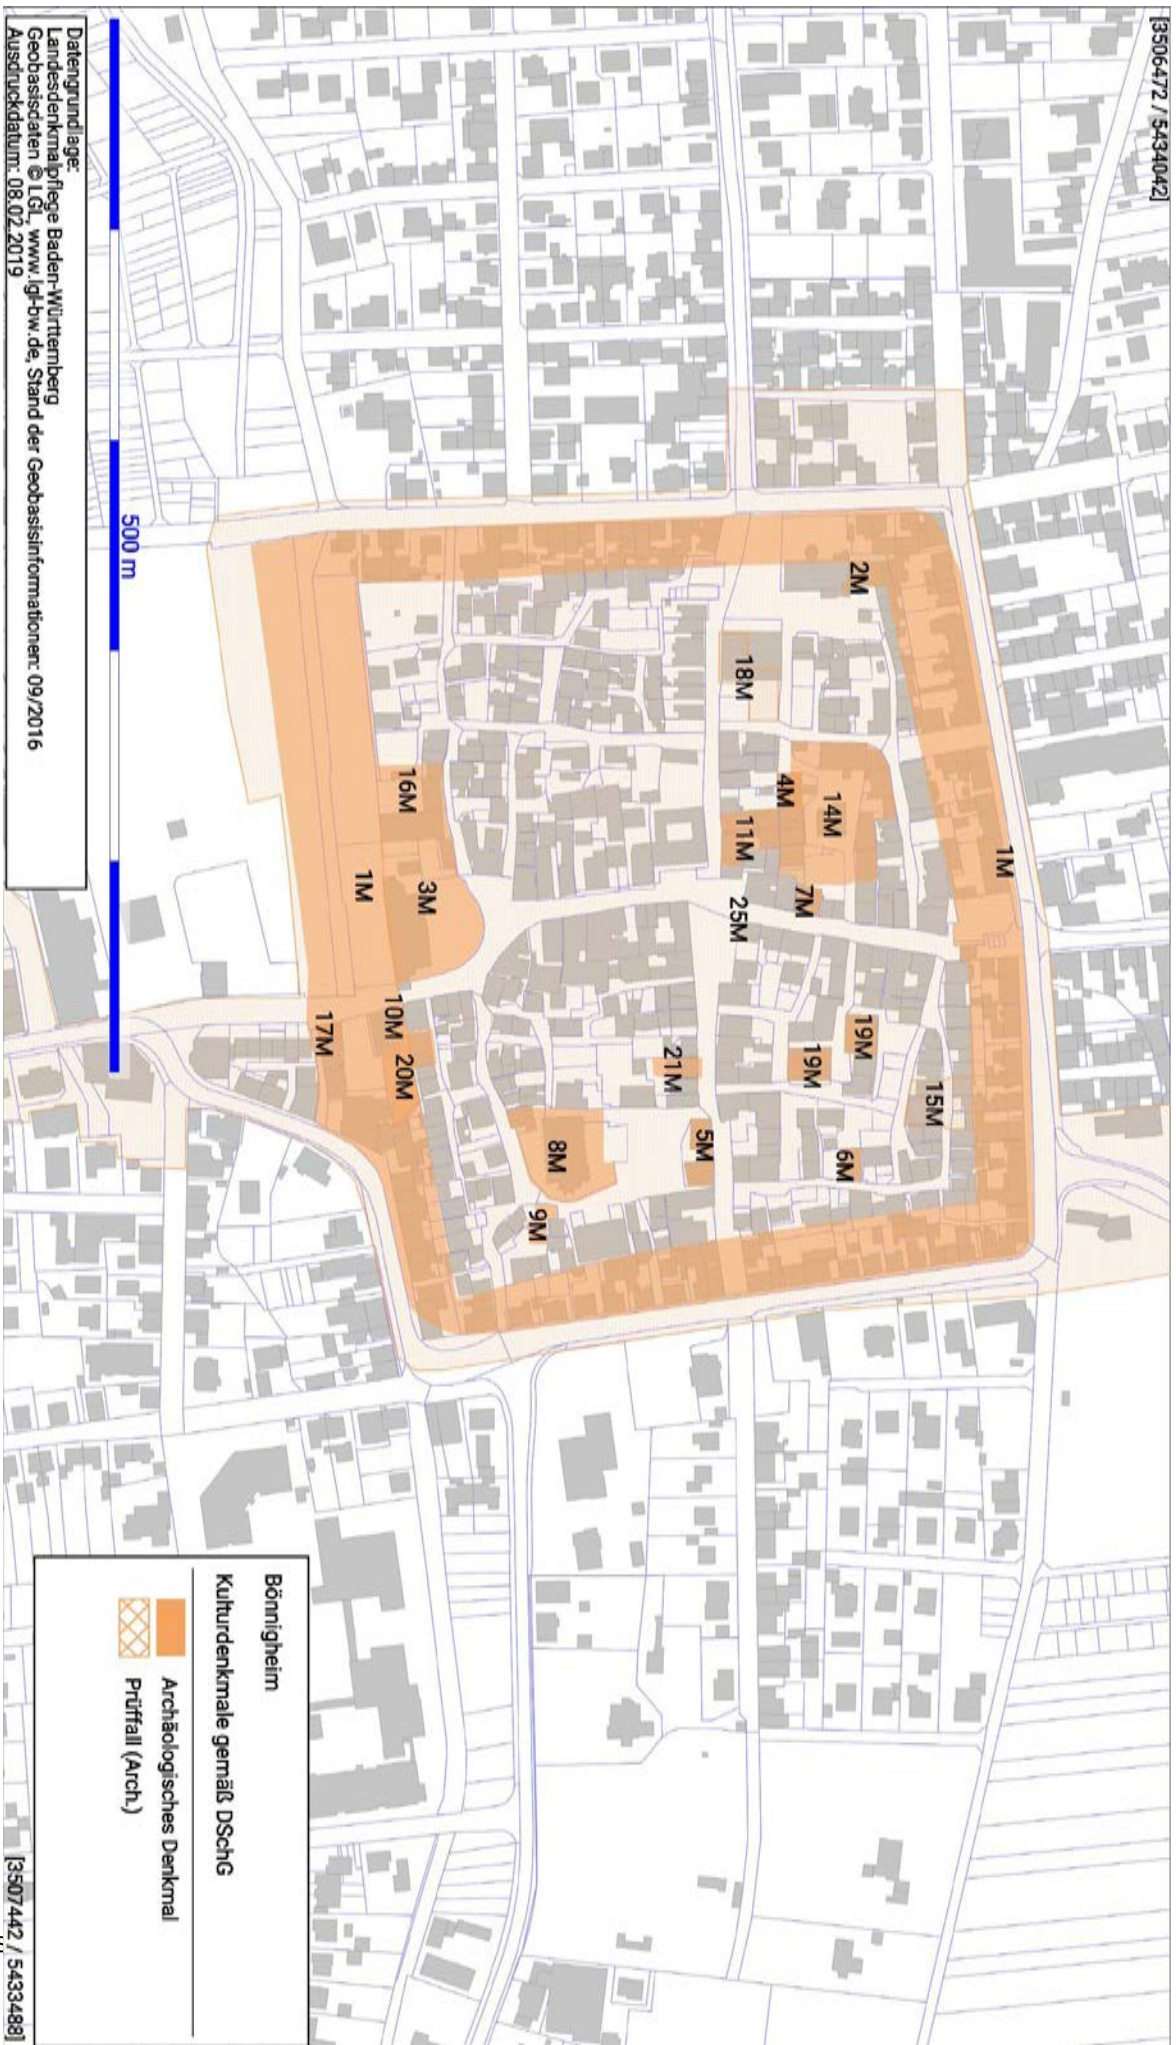 [3506472 / 5434042]
1M
2M
18M
4M
14M
11M
7M
25M
19M
19M
15M
6M
21M
5M
8M
9M
16M
3M
1M
10M
20M
17M
500 m
Datengrundlage:
Landesdenkmalpflege Baden-Württemberg
Geobasisdaten © LGL, www.lgl-bw.de, Stand der Geobasisinformationen: 09/2016
Ausdruckdatum: 08.02.2019
Bönnigheim
Kulturdenkmale gemäß DSchG
Archäologisches Denkmal
Prüffall (Arch.)
[3507442 / 5433488]